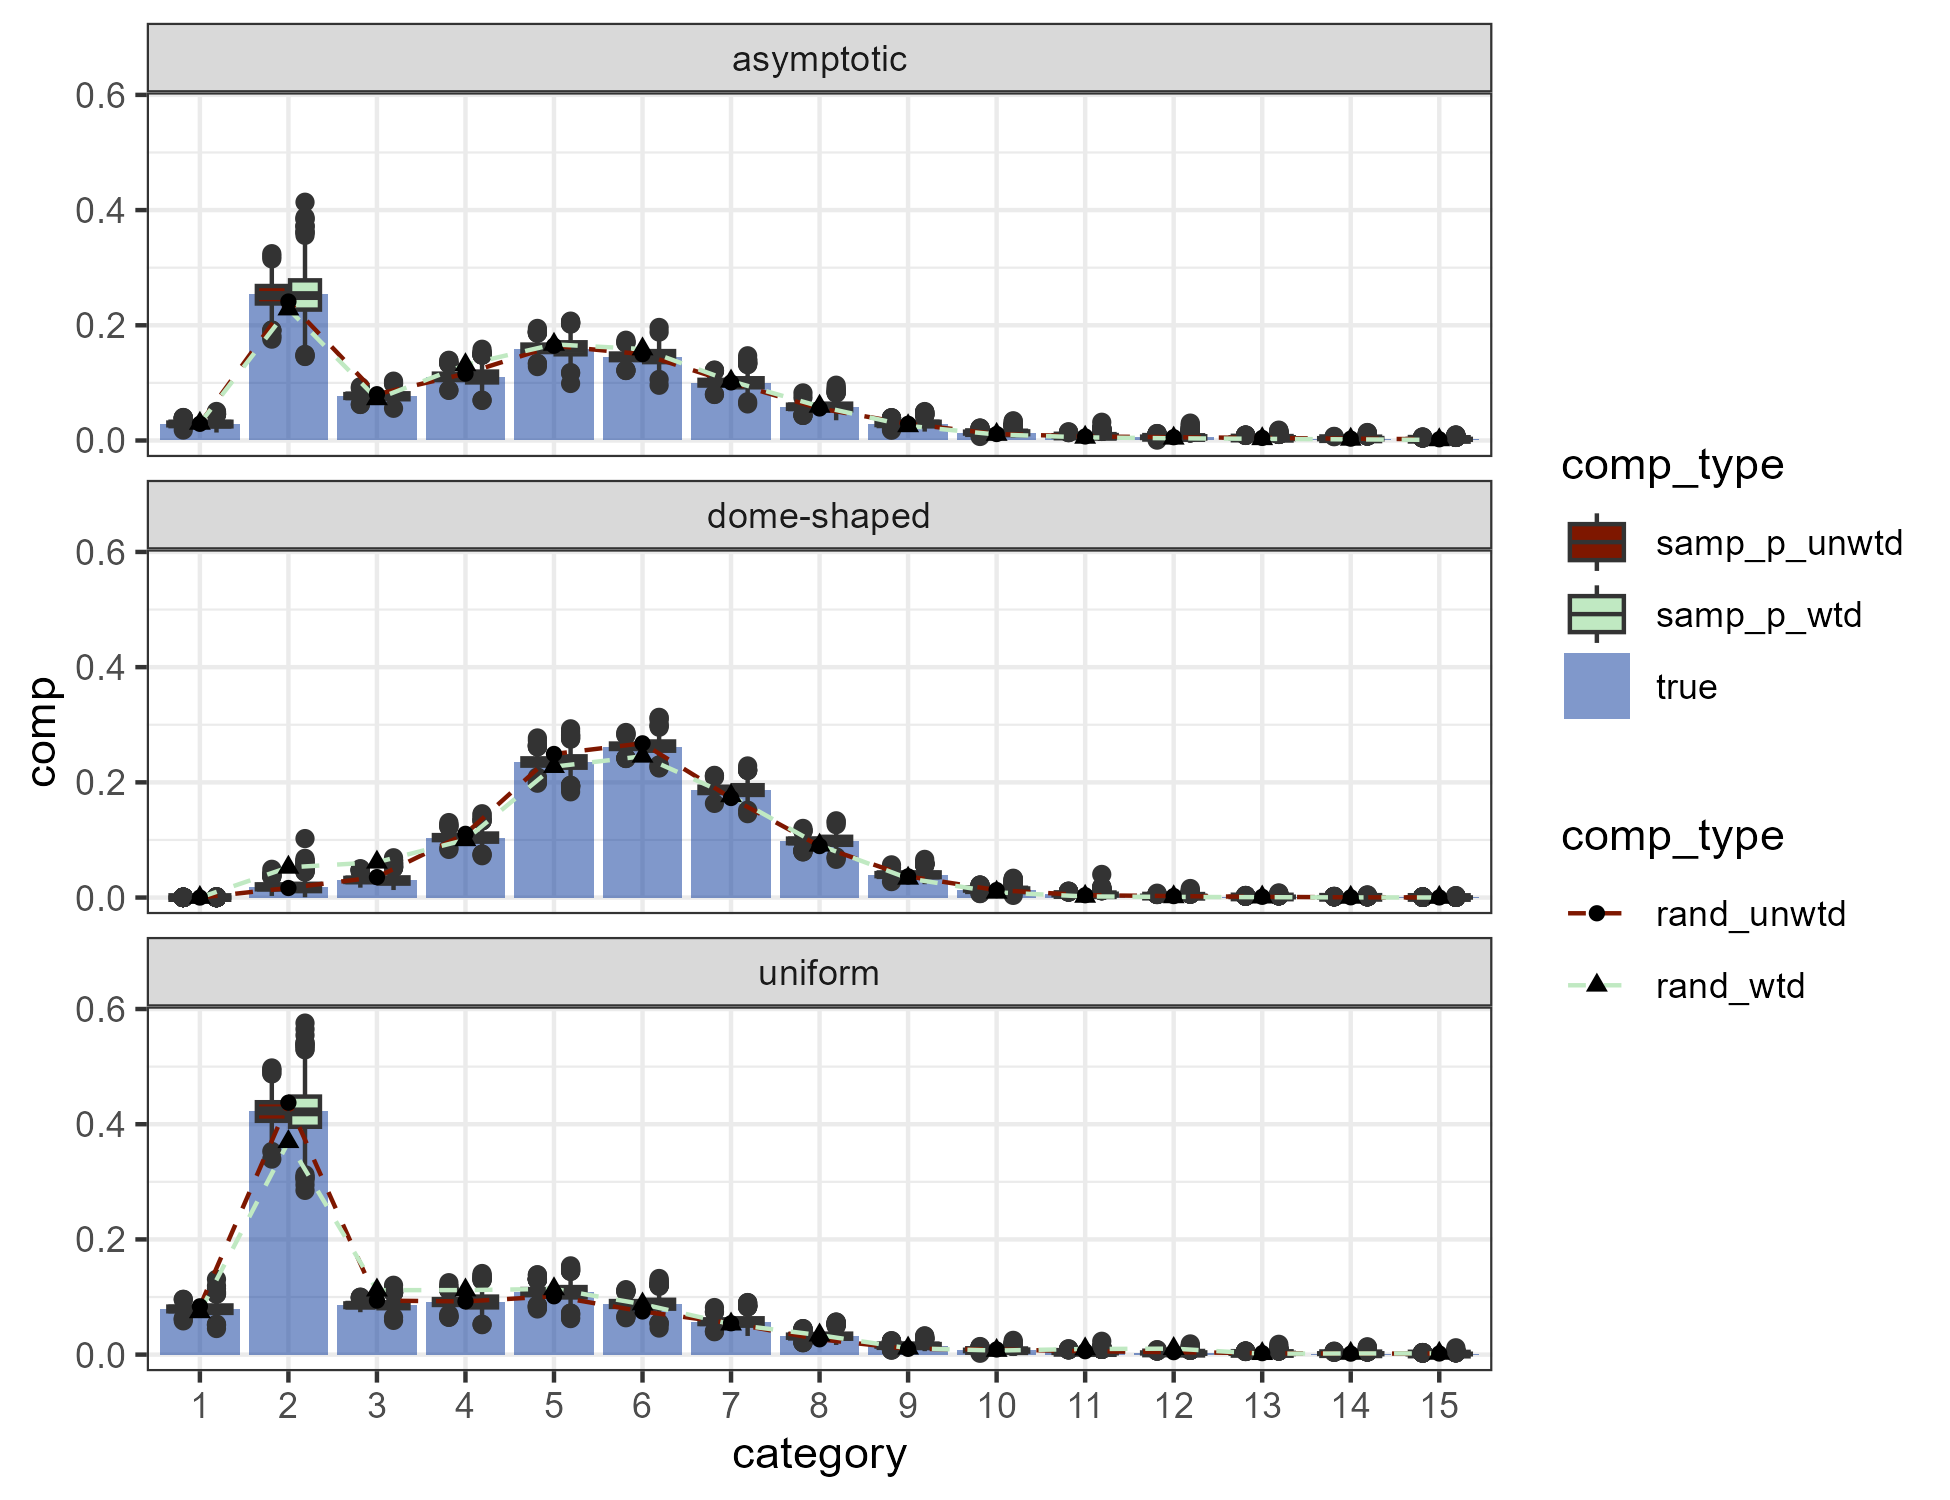 asymptotic
0.6
0.4
0.2
0.0
dome-shaped
0.6
0.4
0.2
0.0
uniform
0.6
0.4
0.2
0.0
1 2 3 4 5 6 7 8 9 10 11 12 13 14 15
category
comp
comp_type
samp_p_unwtd
samp_p_wtd
true
comp_type
rand_unwtd
rand_wtd